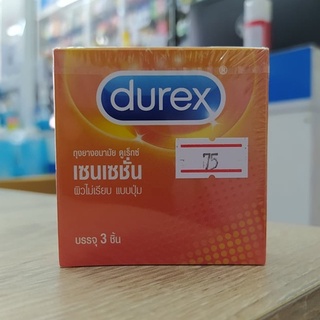 durex
ถุงยางอนามัย ดูเร็กซ์
เซนเซชั่น
ผิวไม่เรียบ แบบปุ่ม
บรรจุ 3 ชิ้น
75